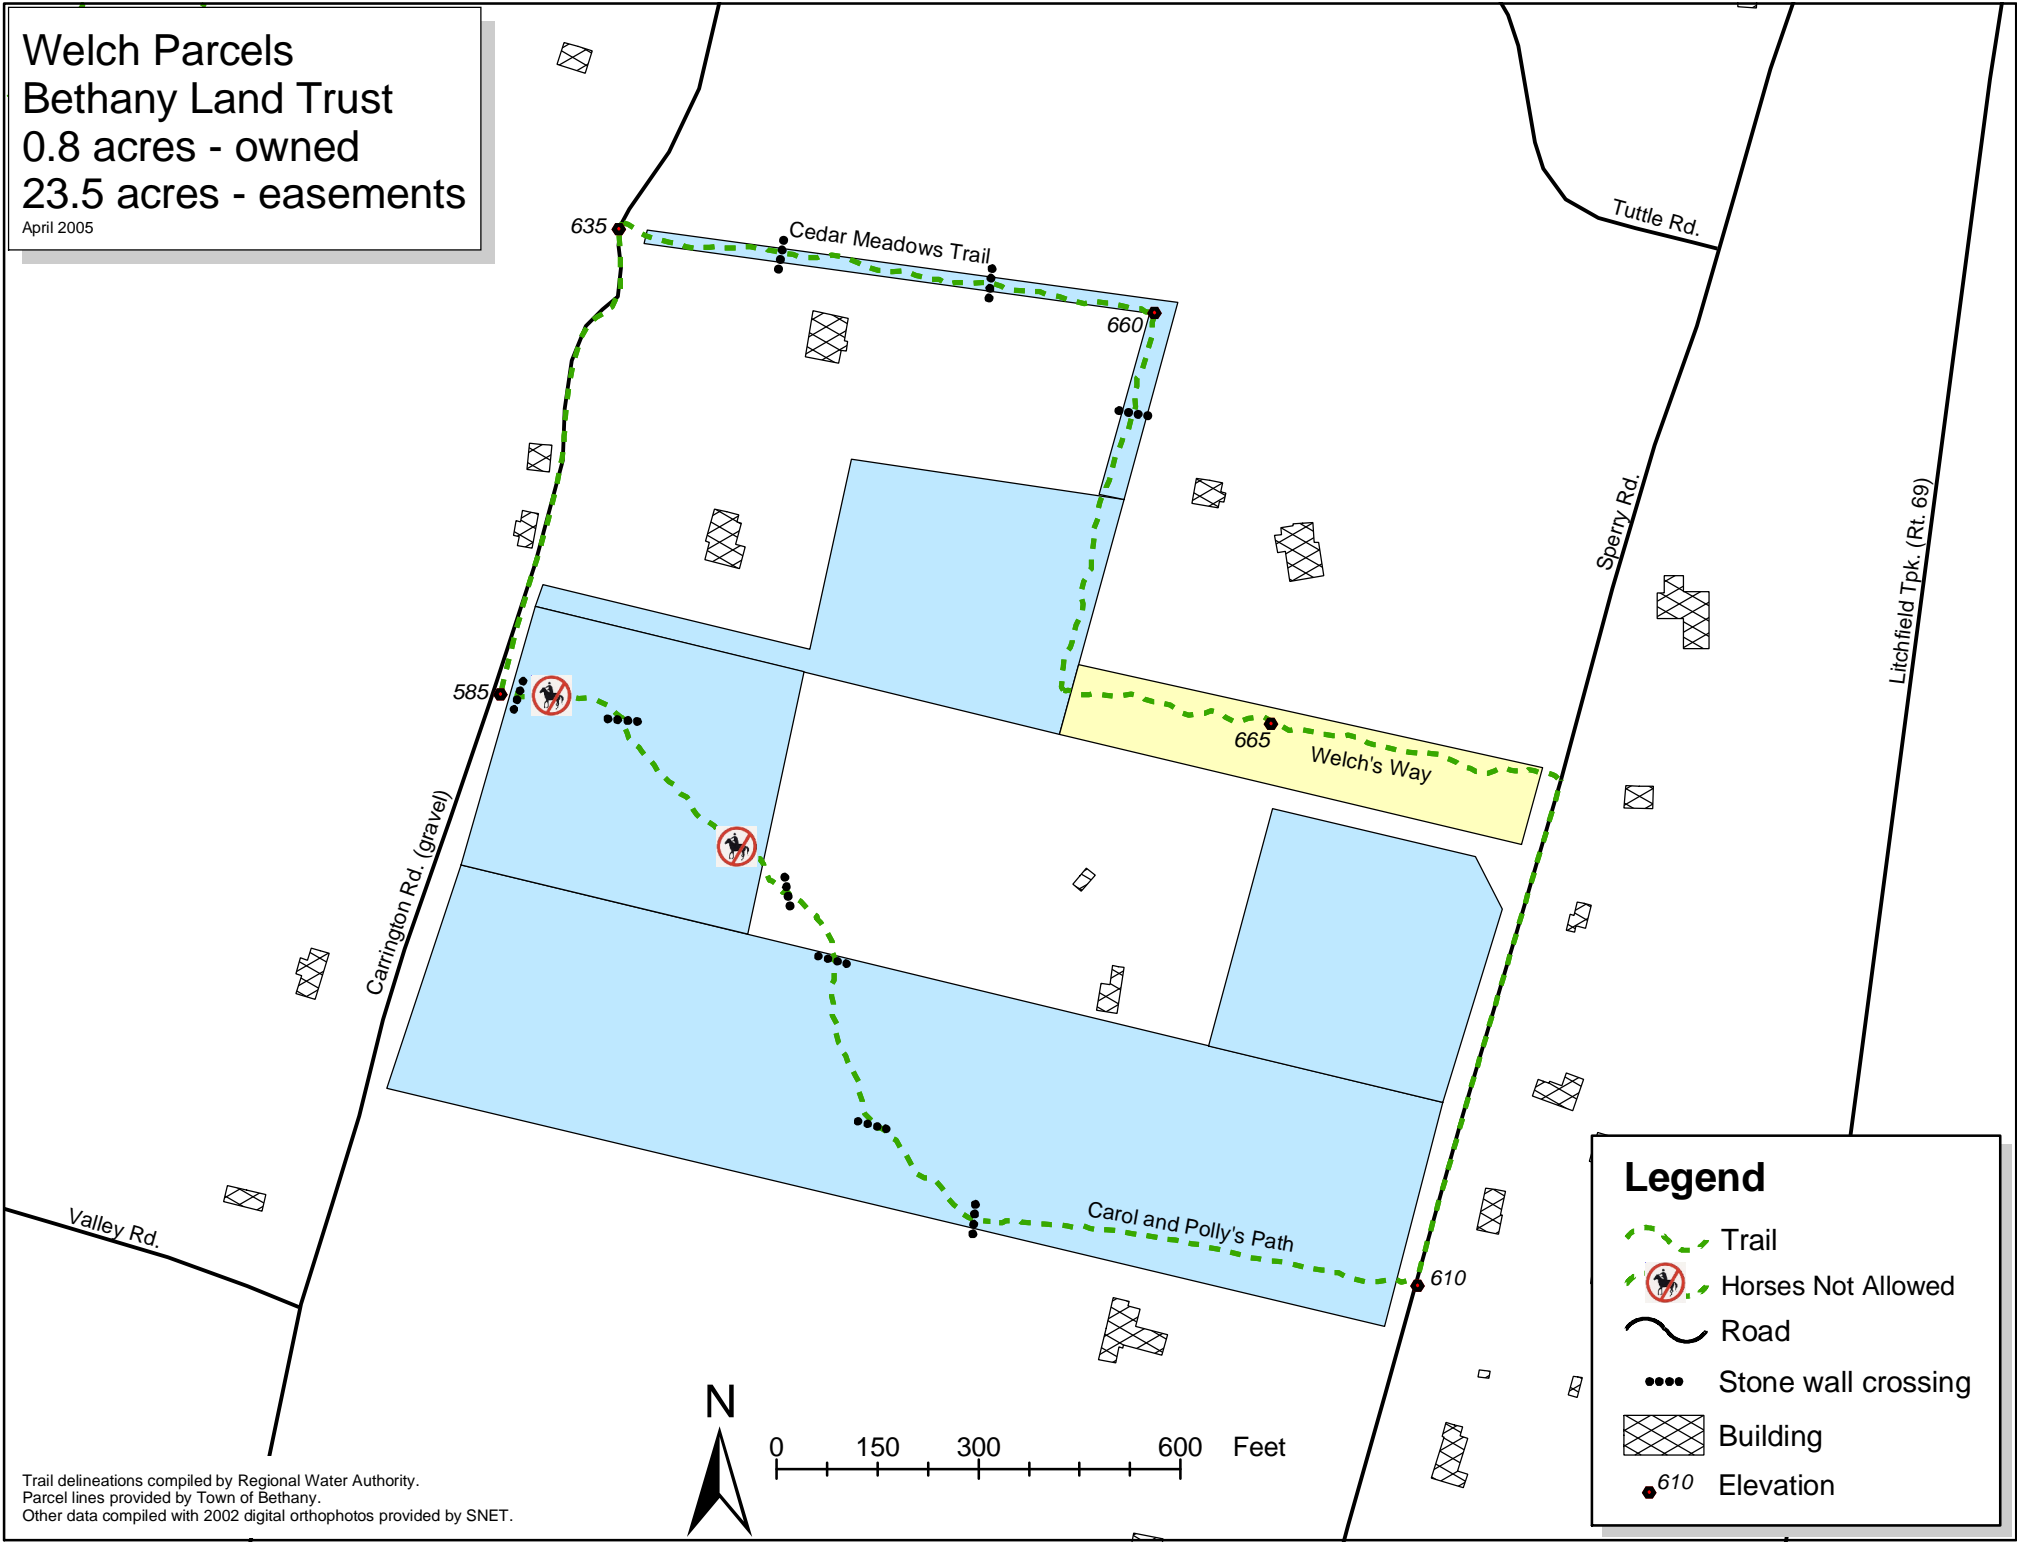 Welch Parcels
Bethany Land Trust
0.8 acres - owned
23.5 acres - easements
April 2005
635
Cedar Meadows Trail
660
Tuttle Rd.
Sperry Rd.
Litchfield Tpk. (Rt. 69)
585
665
Welch's Way
Carrington Rd. (gravel)
Valley Rd.
Carol and Polly's Path
610
Legend
Trail
Horses Not Allowed
Road
Stone wall crossing
Building
610 Elevation
N
0 150 300 600 Feet
Trail delineations compiled by Regional Water Authority.
Parcel lines provided by Town of Bethany.
Other data compiled with 2002 digital orthophotos provided by SNET.